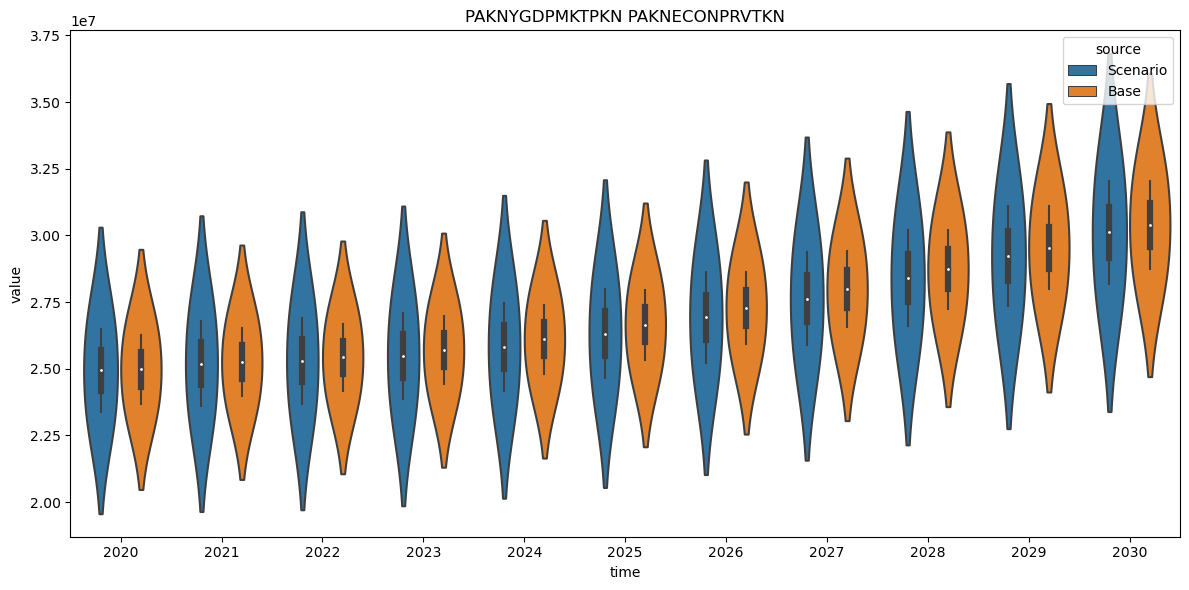 PAKNYGDPMKTPKN PAKNECONPRVTKN
1e7
3.75
3.50
3.25
3.00
2.75
2.50
2.25
2.00
value
source
Scenario
Base
2020 2021 2022 2023 2024 2025 2026 2027 2028 2029 2030
time